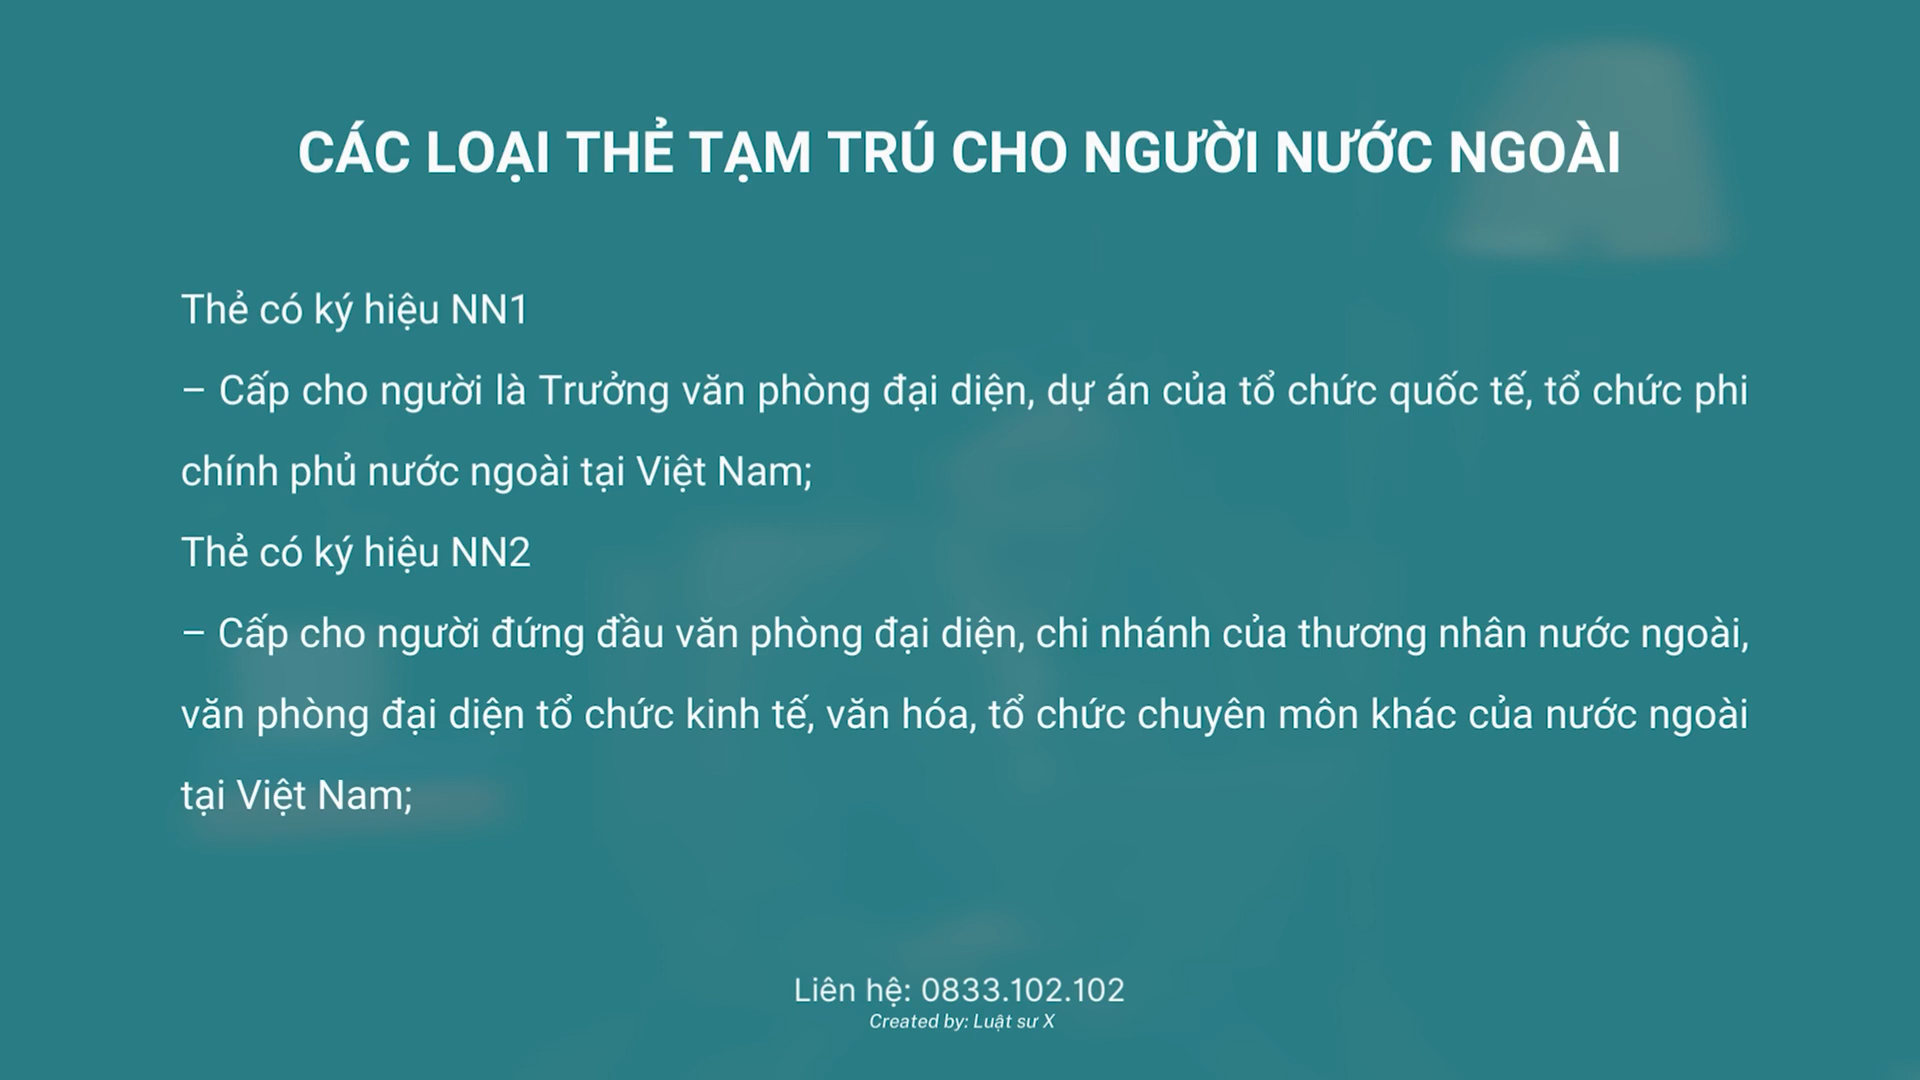 CÁC LOẠI THẺ TẠM TRÚ CHO NGƯỜI NƯỚC NGOÀI
Thẻ có ký hiệu NN1
– Cấp cho người là Trưởng văn phòng đại diện, dự án của tổ chức quốc tế, tổ chức phi
chính phủ nước ngoài tại Việt Nam;
Thẻ có ký hiệu NN2
– Cấp cho người đứng đầu văn phòng đại diện, chi nhánh của thương nhân nước ngoài,
văn phòng đại diện tổ chức kinh tế, văn hóa, tổ chức chuyên môn khác của nước ngoài
tại Việt Nam;
Liên hệ: 0833.102.102
Created by: Luật sư X